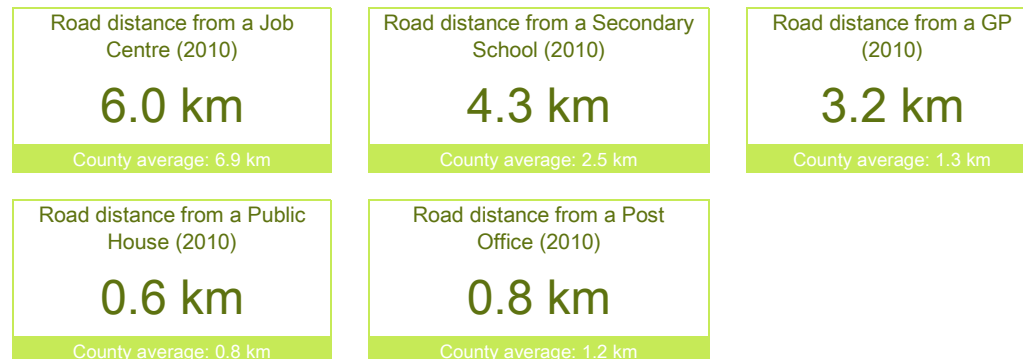 Road distance from a Job
Centre (2010)
6.0 km
County average: 6.9 km
Road distance from a Secondary
School (2010)
4.3 km
County average: 2.5 km
Road distance from a GP
(2010)
3.2 km
County average: 1.3 km
Road distance from a Public
House (2010)
0.6 km
County average: 0.8 km
Road distance from a Post
Office (2010)
0.8 km
County average: 1.2 km